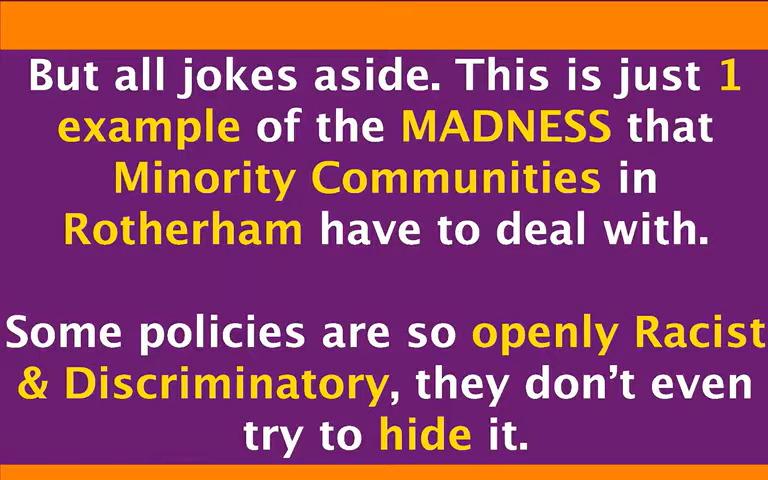 But all jokes aside. This is just 1
example of the MADNESS that
Minority Communities in
Rotherham have to deal with.
Some policies are so openly Racist
& Discriminatory, they don't even
try to hide it.